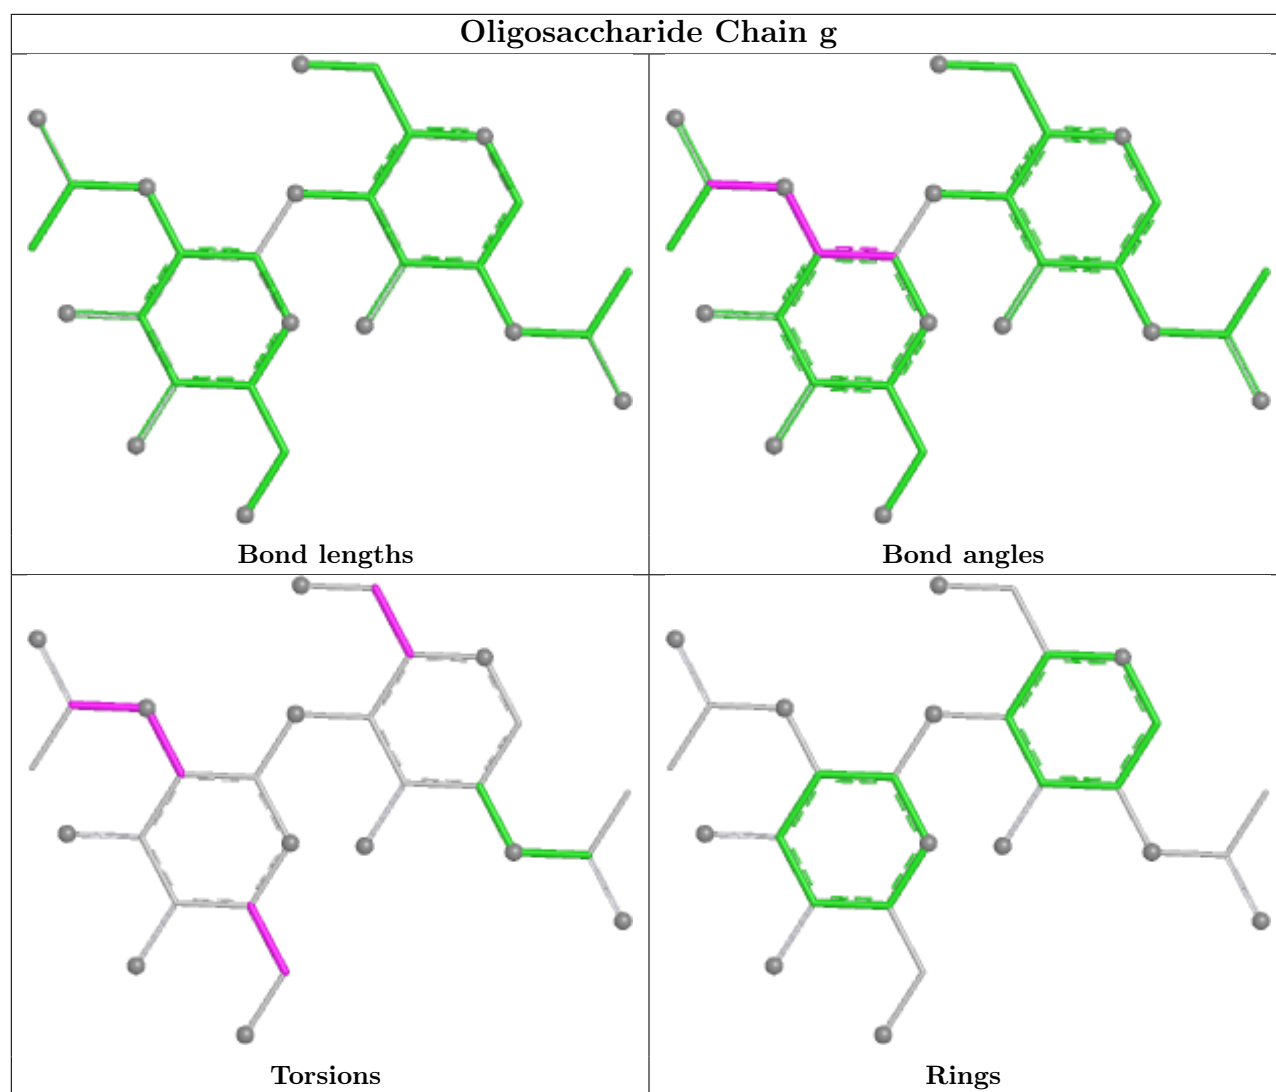 Oligosaccharide Chain g
Bond lengths
Bond angles
Torsions
Rings